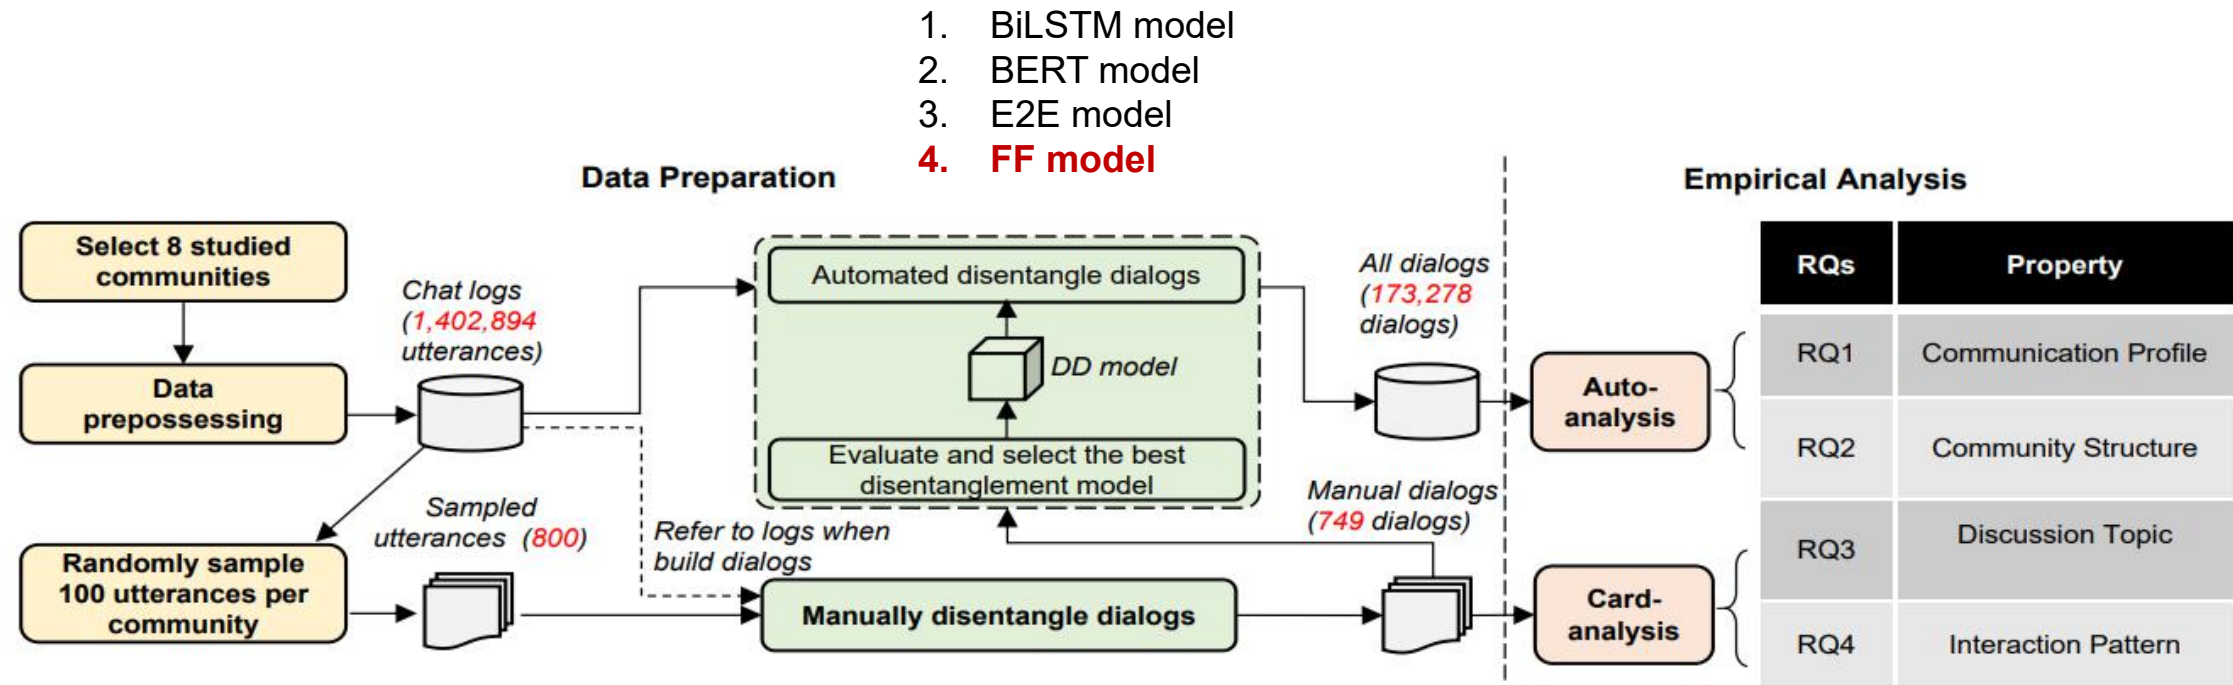 1. BiLSTM model
2. BERT model
3. E2E model
4. FF model
Data Preparation
Empirical Analysis
Select 8 studied
communities
Data
prepossessing
Chat logs
(1,402,894
utterances)
Randomly sample
100 utterances per
community
Sampled
utterances (800)
Refer to logs when
build dialogs
Automated disentangle dialogs
DD model
Evaluate and select the best
disentanglement model
Manually disentangle dialogs
All dialogs
(173,278
dialogs)
Manual dialogs
(749 dialogs)
Auto-
analysis
Card-
analysis
RQs Property
RQ1 Communication Profile
RQ2 Community Structure
RQ3 Discussion Topic
RQ4 Interaction Pattern